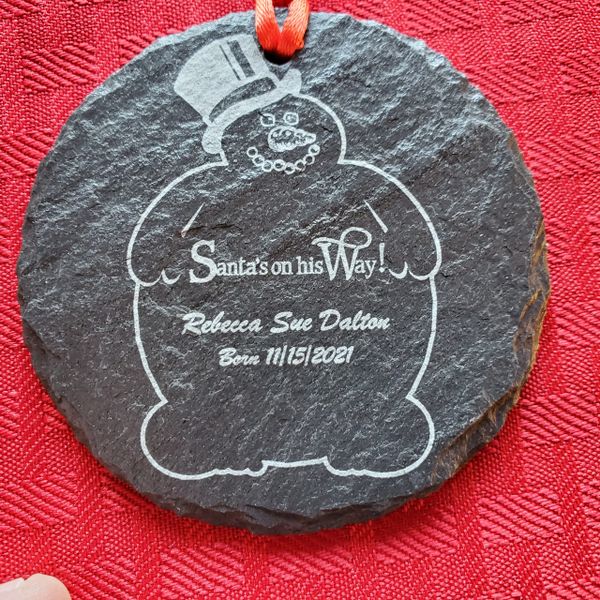 Santa's on his Way!
Rebecca Sue Dalton
Born 11/15/2021